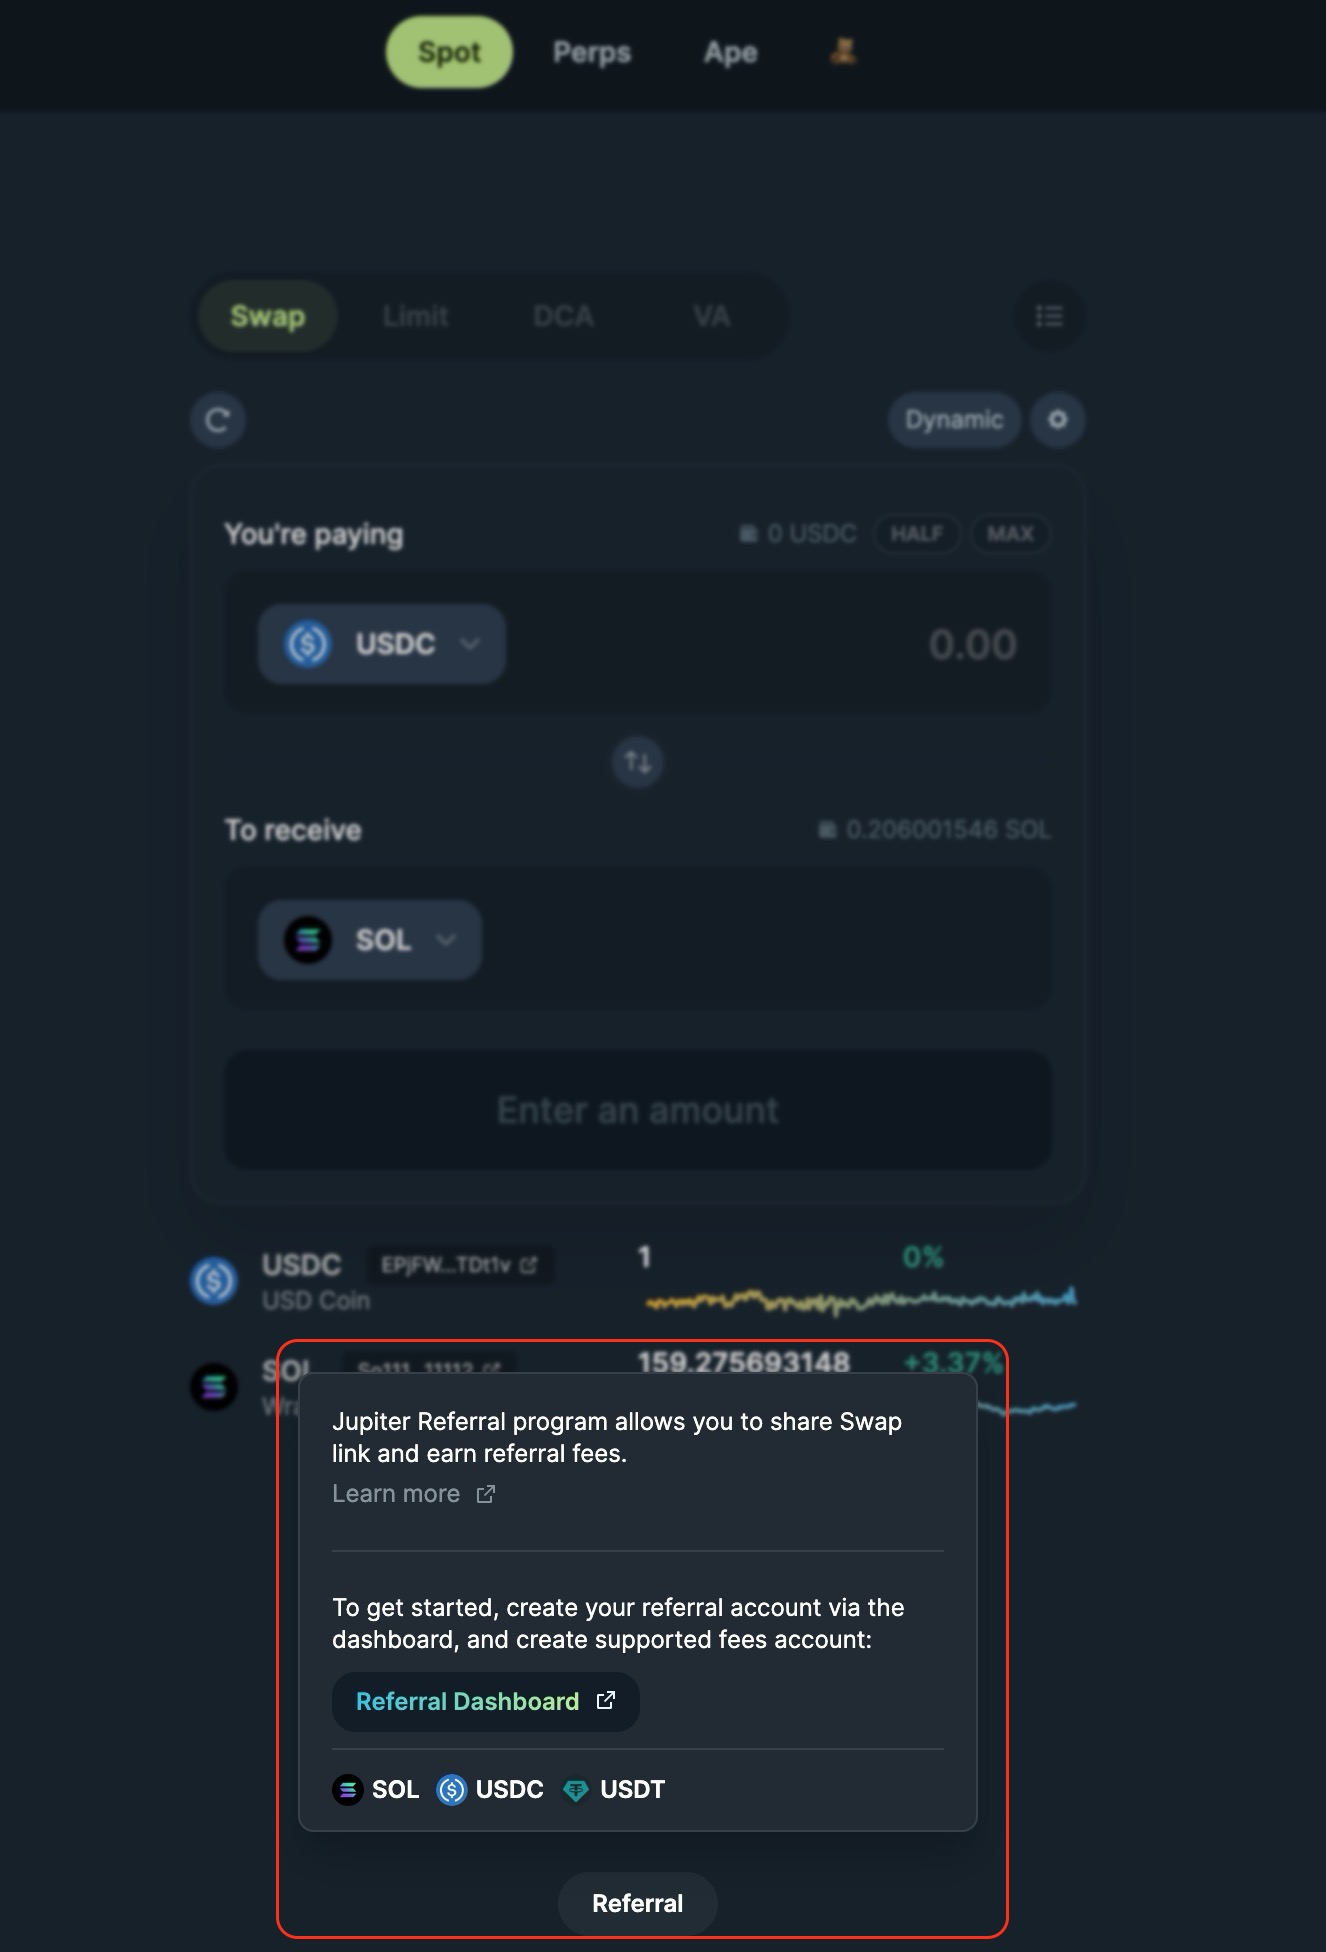 Spot Perps Ape
Swap Limit DCA VA
Dynamic
You're paying 0 USDC HALF MAX
USDC 0.00
To receive 0.206001546 SOL
SOL
Enter an amount
USDC EPjFW...TDt1v 1 0%
USD Coin
SOL So111...11112 159.275693148 +3.37%
Jupiter Referral program allows you to share Swap
link and earn referral fees.
Learn more
To get started, create your referral account via the
dashboard, and create supported fees account:
Referral Dashboard
SOL USDC USDT
Referral